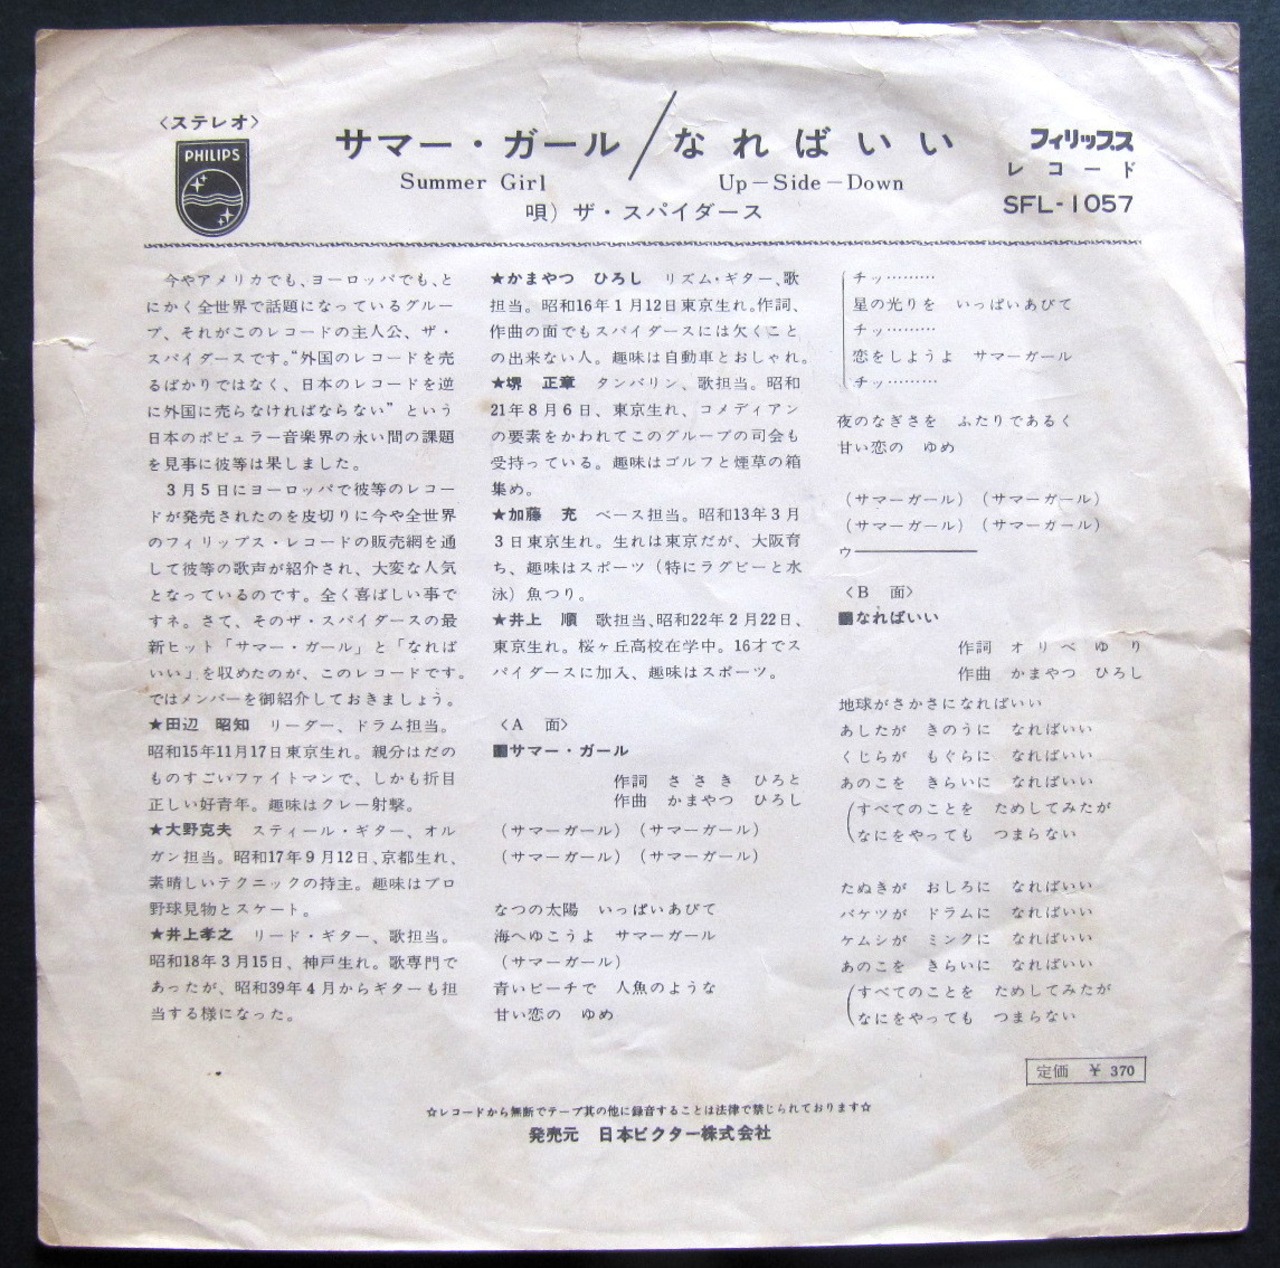 〈ステレオ〉
PHILIPS
サマー・ガール／なればいい
Summer Girl
Up－Side－Down
唄）ザ・スパイダース
フィリップス
レコード
SFL-1057
今やアメリカでも、ヨーロッパでも、と
にかく全世界で話題になっているグルー
プ、それがこのレコードの主人公、ザ・
スパイダースです。“外国のレコードを売
るばかりではなく、日本のレコードを逆
に外国に売らなければならない”という
日本のポピュラー音楽界の永い間の課題
を見事に彼等は果しました。
3月5日にヨーロッパで彼等のレコー
ドが発売されたのを皮切りに今や全世界
のフィリップス・レコードの販売網を通
して彼等の歌声が紹介され、大変な人気
となっているのです。全く喜ばしい事で
すネ。さて、そのザ・スパイダースの最
新ヒット「サマー・ガール」と「なれば
いい」を収めたのが、このレコードです。
ではメンバーを御紹介しておきましょう。
★田辺　昭知　リーダー、ドラム担当。
昭和15年11月17日東京生れ。親分はだの
ものすごいファイトマンで、しかも折目
正しい好青年。趣味はクレー射撃。
★大野克夫　スティール・ギター、オル
ガン担当。昭和17年9月12日、京都生れ、
素晴しいテクニックの持主。趣味はプロ
野球見物とスケート。
★井上孝之　リード・ギター、歌担当。
昭和18年3月15日、神戸生れ。歌専門で
あったが、昭和39年4月からギターも担
当する様になった。
★かまやつ　ひろし　リズム・ギター、歌
担当。昭和16年1月12日東京生れ。作詞、
作曲の面でもスパイダースには欠くこと
の出来ない人。趣味は自動車とおしゃれ。
★堺　正章　タンバリン、歌担当。昭和
21年8月6日、東京生れ、コメディアン
の要素をかわれてこのグループの司会も
受持っている。趣味はゴルフと煙草の箱
集め。
★加藤　充　ベース担当。昭和13年3月
3日東京生れ。生れは東京だが、大阪育
ち、趣味はスポーツ（特にラグビーと水
泳）魚つり。
★井上　順　歌担当、昭和22年2月22日、
東京生れ。桜ヶ丘高校在学中。16才でス
パイダースに加入、趣味はスポーツ。
〈A　面〉
■サマー・ガール
作詞　ささき　ひろと
作曲　かまやつ　ひろし
（サマーガール）（サマーガール）
（サマーガール）（サマーガール）
なつの太陽　いっぱいあびて
海へゆこうよ　サマーガール
（サマーガール）
青いビーチで　人魚のような
甘い恋の　ゆめ
チッ………
星の光りを　いっぱいあびて
チッ………
恋をしようよ　サマーガール
チッ………
夜のなぎさを　ふたりであるく
甘い恋の　ゆめ
（サマーガール）（サマーガール）
（サマーガール）（サマーガール）
ウ――――――
〈B　面〉
■なればいい
作詞　オリベ　ゆり
作曲　かまやつ　ひろし
地球がさかさになればいい
あしたが　きのうに　なればいい
くじらが　もぐらに　なればいい
あのこを　きらいに　なればいい
すべてのことを　ためしてみたが
なにをやっても　つまらない
たぬきが　おしろに　なればいい
バケツが　ドラムに　なればいい
ケムシが　ミンクに　なればいい
あのこを　きらいに　なればいい
すべてのことを　ためしてみたが
なにをやっても　つまらない
定価　¥ 370
☆レコードから無断でテープ其の他に録音することは法律で禁じられております☆
発売元　日本ビクター株式会社